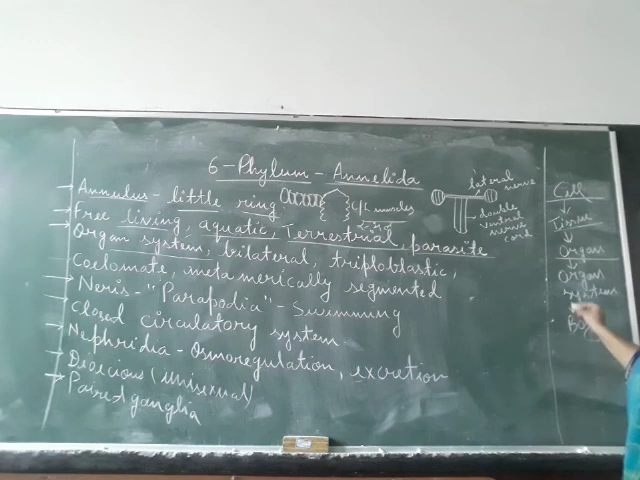 6-Phylum-Annelida
Annulus - little ring
C/L muscles
lateral nerve
double ventral nerve cord
Free living, aquatic, Terrestrial, parasite
Organ system, bilateral, triploblastic,
Coelomate, metamerically segmented
Neris- "Parapodia" - Swimming
Closed circulatory system
Nephridia - Osmoregulation, excretion
Dioicious (unisexual)
Paired ganglia
Cell
Tissue
Organ
Organ
system